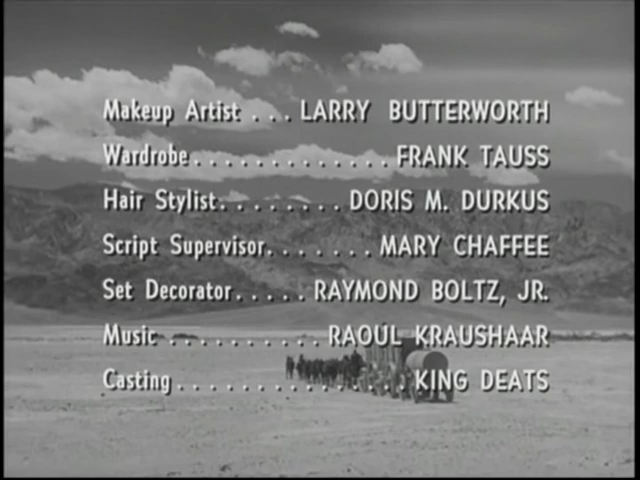 Makeup Artist ... LARRY BUTTERWORTH
Wardrobe............. FRANK TAUSS
Hair Stylist........ DORIS M. DURKUS
Script Supervisor....... MARY CHAFFEE
Set Decorator..... RAYMOND BOLTZ, JR.
Music .......... RAOUL KRAUSHAAR
Casting.............. KING DEATS